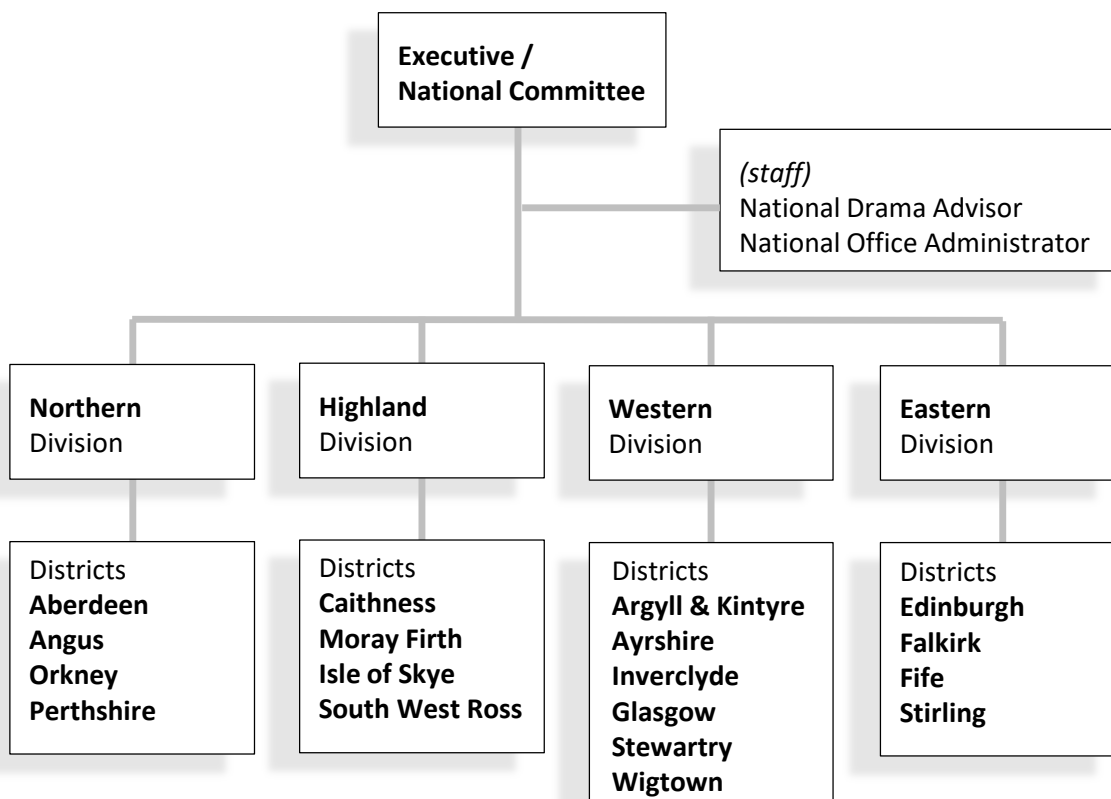 Executive /
National Committee
(staff)
National Drama Advisor
National Office Administrator
Northern
Division
Highland
Division
Western
Division
Eastern
Division
Districts
Aberdeen
Angus
Orkney
Perthshire
Districts
Caithness
Moray Firth
Isle of Skye
South West Ross
Districts
Argyll & Kintyre
Ayrshire
Inverclyde
Glasgow
Stewartry
Wigtown
Districts
Edinburgh
Falkirk
Fife
Stirling